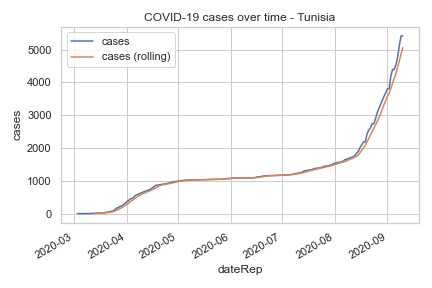 COVID-19 cases over time - Tunisia
cases
cases (rolling)
5000
4000
3000
2000
1000
0
cases
2020-03
2020-04
2020-05
2020-06
2020-07
2020-08
2020-09
dateRep